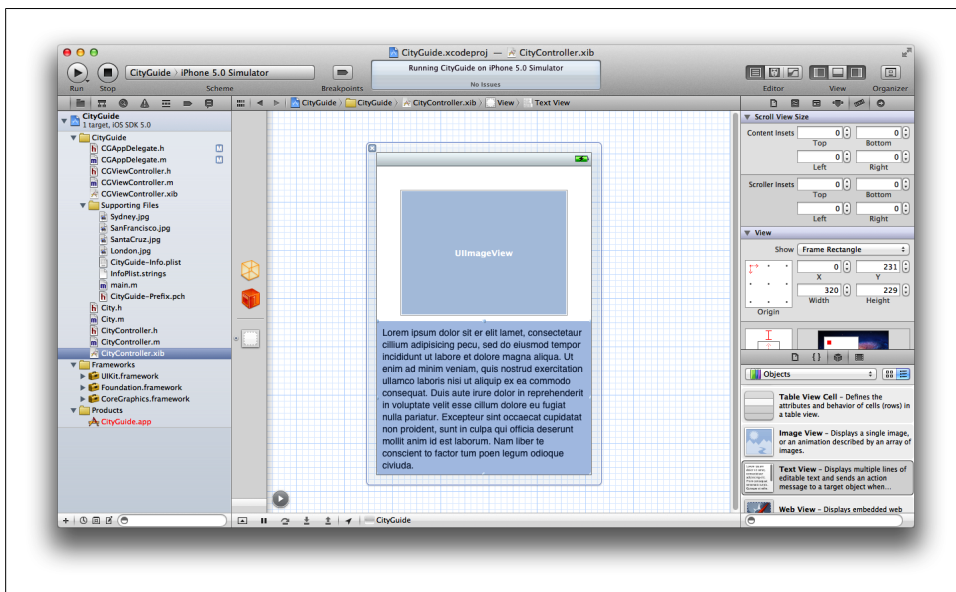 CityGuide.xcodeproj — CityController.xib
Run
Stop
CityGuide
iPhone 5.0 Simulator
Scheme
Breakpoints
Running CityGuide on iPhone 5.0 Simulator
No Issues
Editor
View
Organizer
CityGuide
CityGuide
CityController.xib
View
Text View
CityGuide
1 target, iOS SDK 5.0
CityGuide
CGAppDelegate.h
CGAppDelegate.m
CGViewController.h
CGViewController.m
CGViewController.xib
Supporting Files
Sydney.jpg
SanFrancisco.jpg
SantaCruz.jpg
London.jpg
CityGuide-Info.plist
InfoPlist.strings
main.m
CityGuide-Prefix.pch
City.h
City.m
CityController.h
CityController.m
CityController.xib
Frameworks
UIKit.framework
Foundation.framework
CoreGraphics.framework
Products
CityGuide.app
UIImageView
Lorem ipsum dolor sit er elit lamet, consectetaur
cillium adipisicing pecu, sed do eiusmod tempor
incididunt ut labore et dolore magna aliqua. Ut
enim ad minim veniam, quis nostrud exercitation
ullamco laboris nisi ut aliquip ex ea commodo
consequat. Duis aute irure dolor in reprehenderit
in voluptate velit esse cillum dolore eu fugiat
nulla pariatur. Excepteur sint occaecat cupidatat
non proident, sunt in culpa qui officia deserunt
mollit anim id est laborum. Nam liber te
conscient to factor tum poen legum odioque
civiuda.
CityGuide
Scroll View Size
Content Insets
0
0
Top
Bottom
0
0
Left
Right
Scroller Insets
0
0
Top
Bottom
0
0
Left
Right
View
Show
Frame Rectangle
0
231
X
Y
320
229
Width
Height
Origin
Objects
Table View Cell - Defines the
attributes and behavior of cells (rows) in
a table view.
Image View - Displays a single image,
or an animation described by an array of
images.
Text View - Displays multiple lines of
editable text and sends an action
message to a target object when...
Web View - Displays embedded web